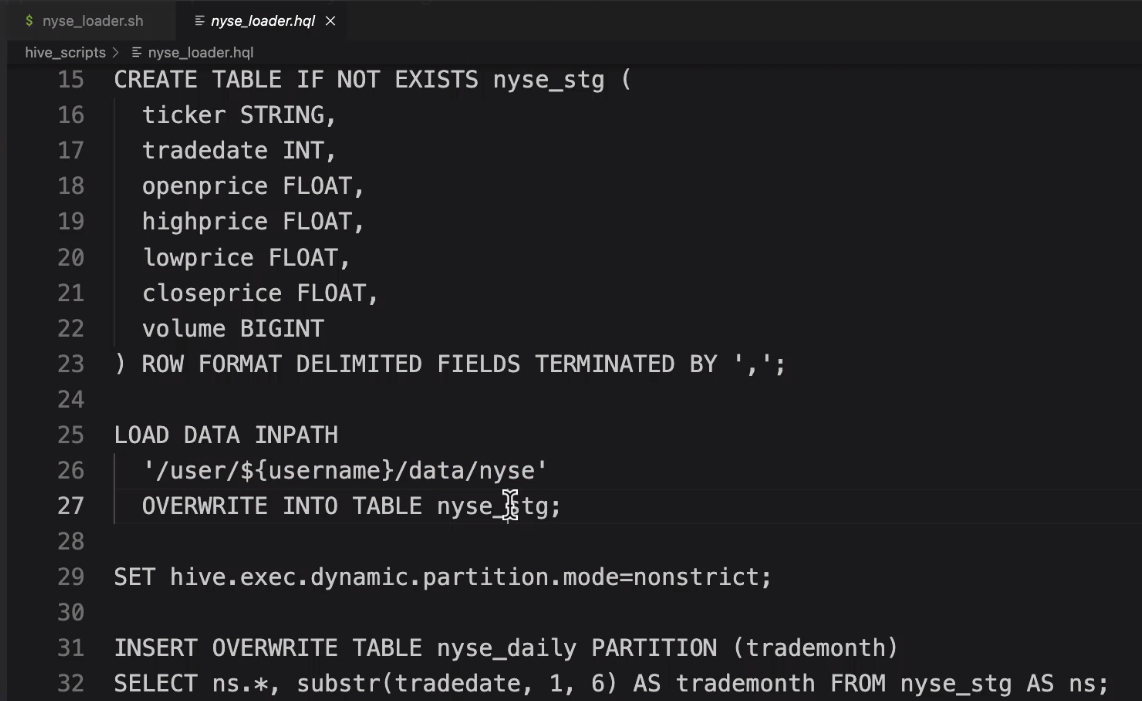 $ nyse_loader.sh nyse_loader.hql ×
hive_scripts > nyse_loader.hql
15 CREATE TABLE IF NOT EXISTS nyse_stg (
16 ticker STRING,
17 tradedate INT,
18 openprice FLOAT,
19 highprice FLOAT,
20 lowprice FLOAT,
21 closeprice FLOAT,
22 volume BIGINT
23 ) ROW FORMAT DELIMITED FIELDS TERMINATED BY ',';
24
25 LOAD DATA INPATH
26 '/user/${username}/data/nyse'
27 OVERWRITE INTO TABLE nyse_stg;
28
29 SET hive.exec.dynamic.partition.mode=nonstrict;
30
31 INSERT OVERWRITE TABLE nyse_daily PARTITION (trademonth)
32 SELECT ns.*, substr(tradedate, 1, 6) AS trademonth FROM nyse_stg AS ns;